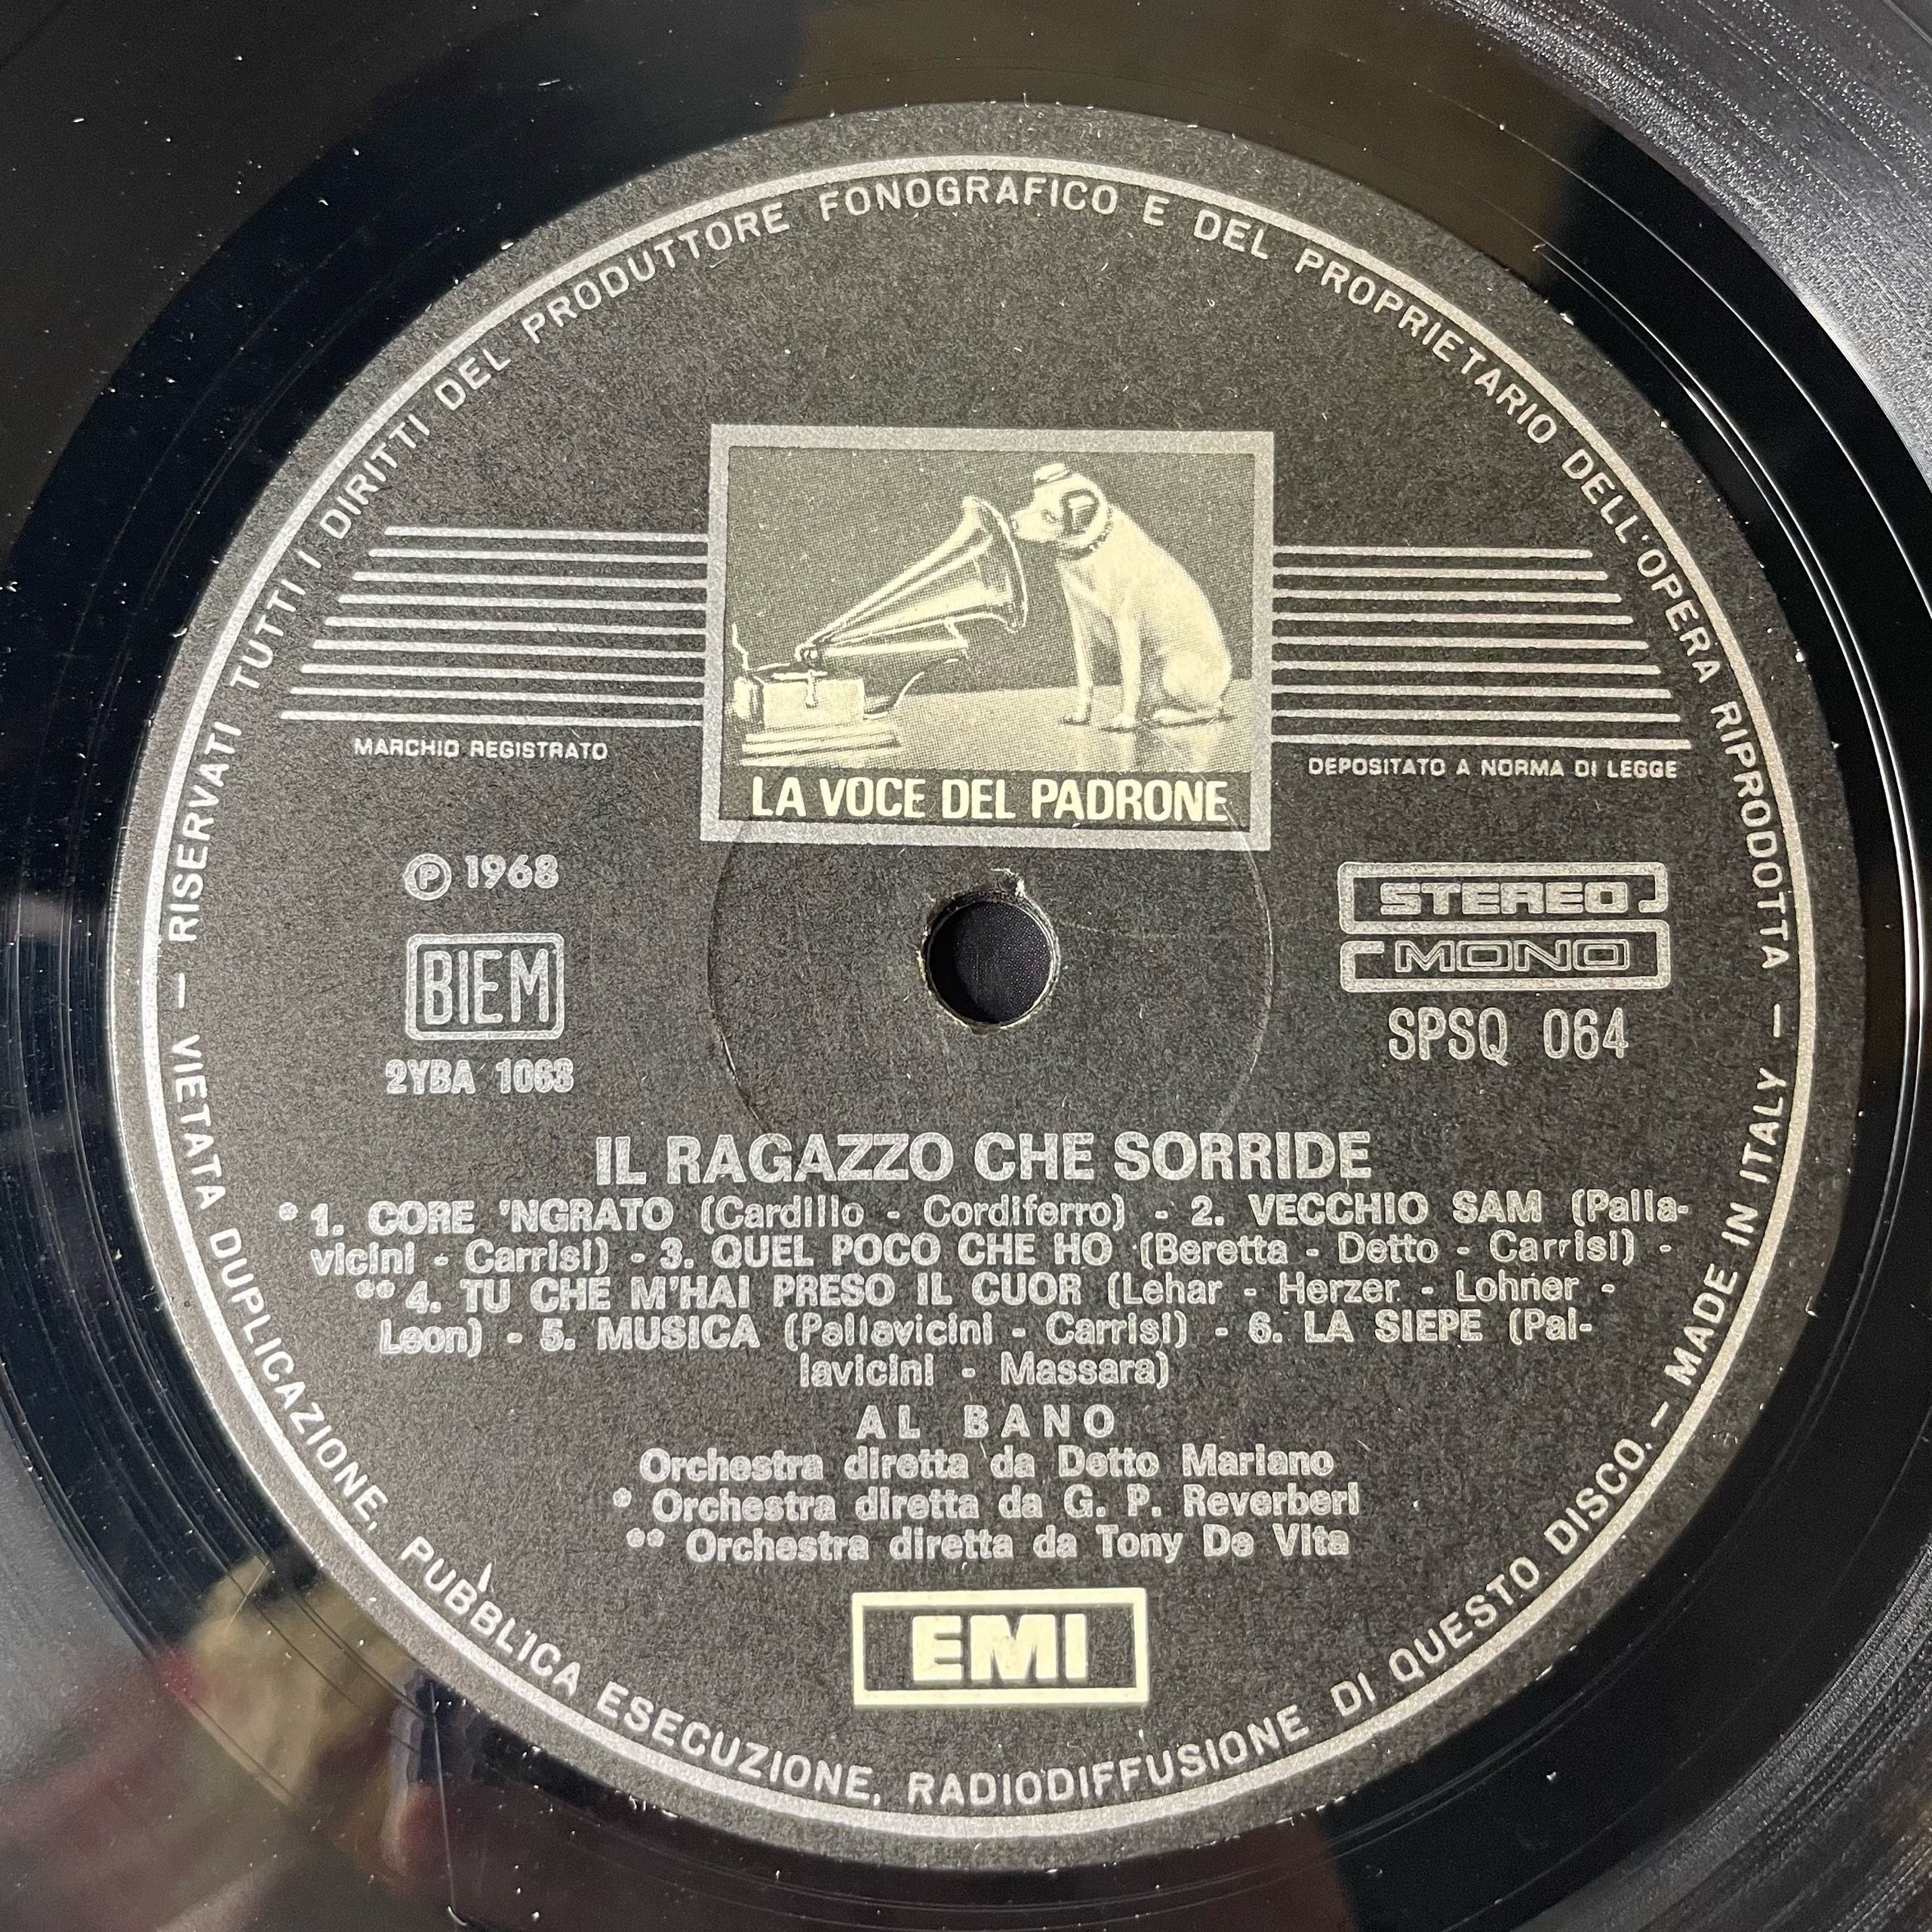 RISERVATI TUTTI I DIRITTI DEL PRODUTTORE FONOGRAFICO E DEL PROPRIETARIO DELL'OPERA RIPRODOTTA –
MARCHIO REGISTRATO
LA VOCE DEL PADRONE
DEPOSITATO A NORMA DI LEGGE
Ⓟ 1968
BIEM
2YBA 1063
STEREO
MONO
SPSQ 064
IL RAGAZZO CHE SORRIDE
* 1. CORE 'NGRATO (Cardillo - Cordiferro) - 2. VECCHIO SAM (Palla-
vicini - Carrisi) - 3. QUEL POCO CHE HO (Beretta - Detto - Carrisi) -
** 4. TU CHE M'HAI PRESO IL CUOR (Lehar - Herzer - Lohner -
Leon) - 5. MUSICA (Pallavicini - Carrisi) - 6. LA SIEPE (Pal-
lavicini - Massara)
AL BANO
Orchestra diretta da Detto Mariano
* Orchestra diretta da G. P. Reverberi
** Orchestra diretta da Tony De Vita
EMI
– VIETATA DUPLICAZIONE, PUBBLICA ESECUZIONE, RADIODIFFUSIONE DI QUESTO DISCO. – MADE IN ITALY –